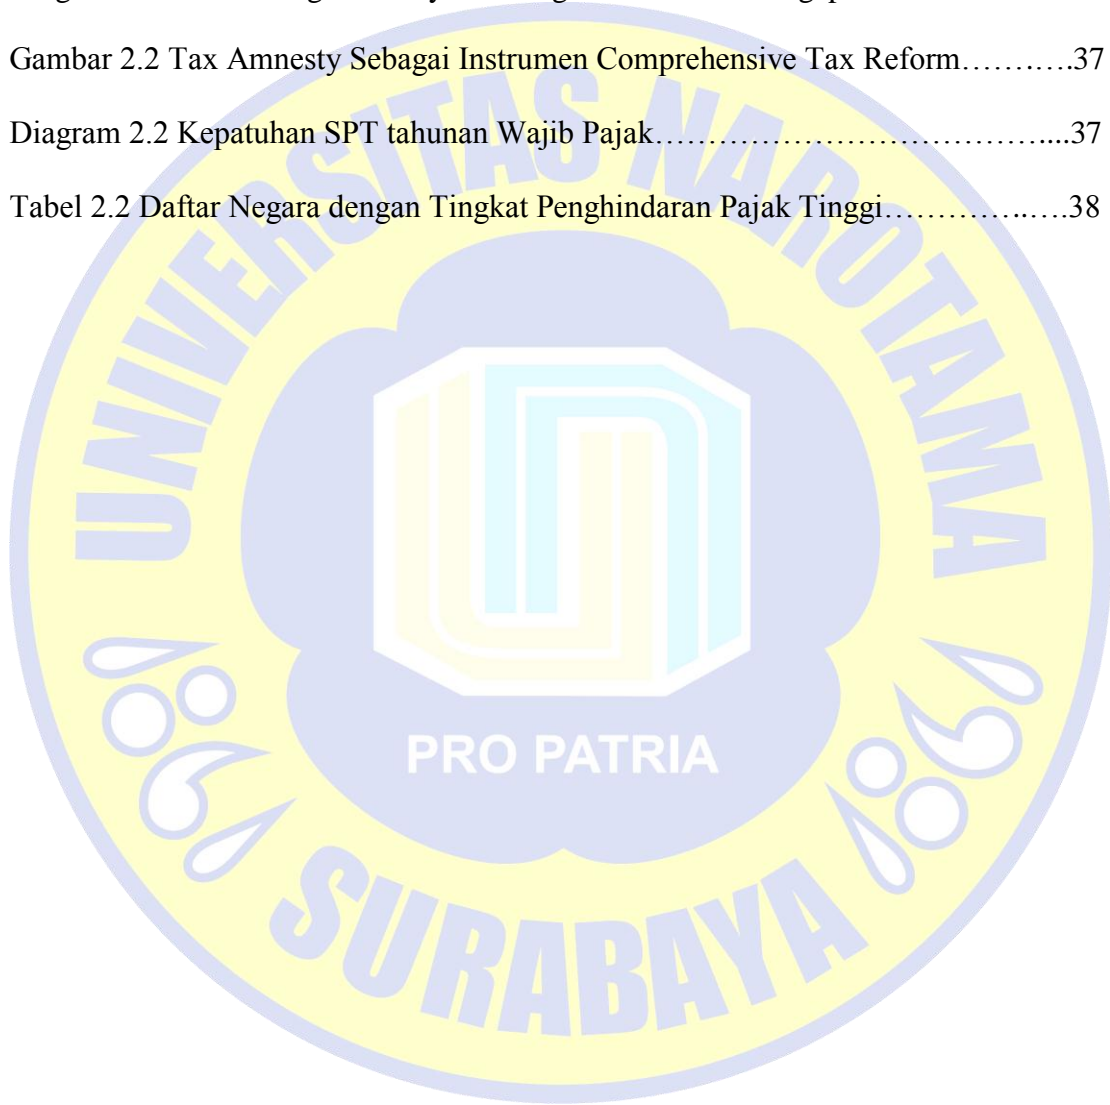 Gambar 2.2 Tax Amnesty Sebagai Instrumen Comprehensive Tax Reform…….….37
Diagram 2.2 Kepatuhan SPT tahunan Wajib Pajak………………………………....37
Tabel 2.2 Daftar Negara dengan Tingkat Penghindaran Pajak Tinggi…………..….38
UNIVERSITAS NAROTAMA
PRO PATRIA
SURABAYA